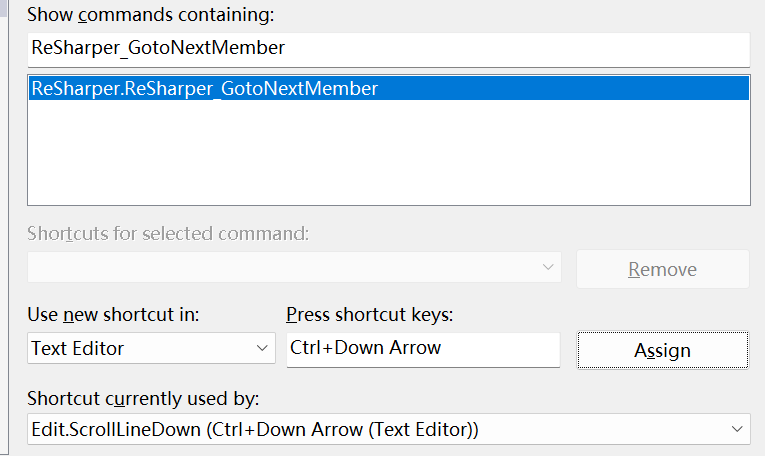 Show commands containing:
ReSharper_GotoNextMember
ReSharper.ReSharper_GotoNextMember
Shortcuts for selected command:
Remove
Use new shortcut in: Press shortcut keys:
Text Editor Ctrl+Down Arrow Assign
Shortcut currently used by:
Edit.ScrollLineDown (Ctrl+Down Arrow (Text Editor))